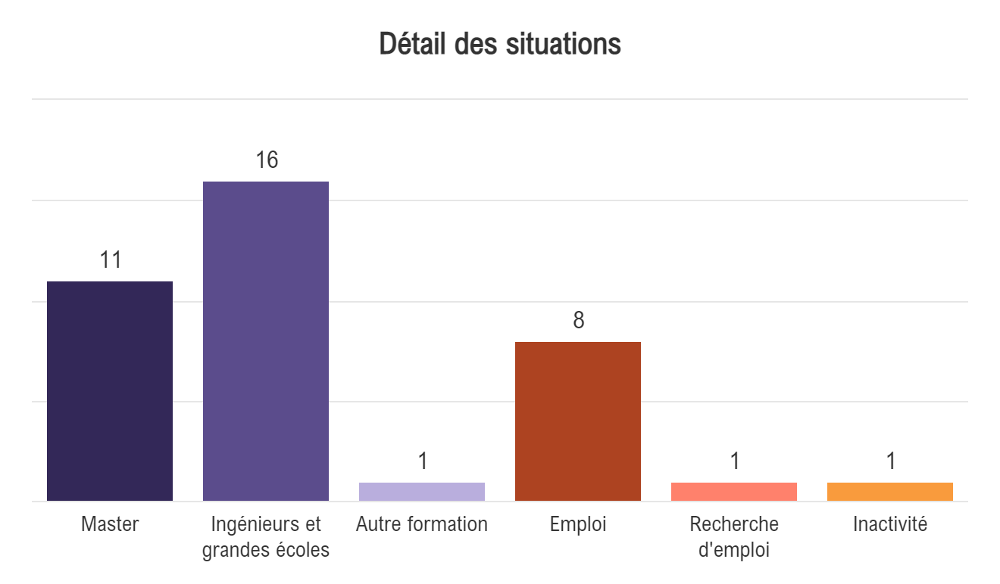 Détail des situations
16
11
8
1
1
1
Master
Ingénieurs et
grandes écoles
Autre formation
Emploi
Recherche
d'emploi
Inactivité